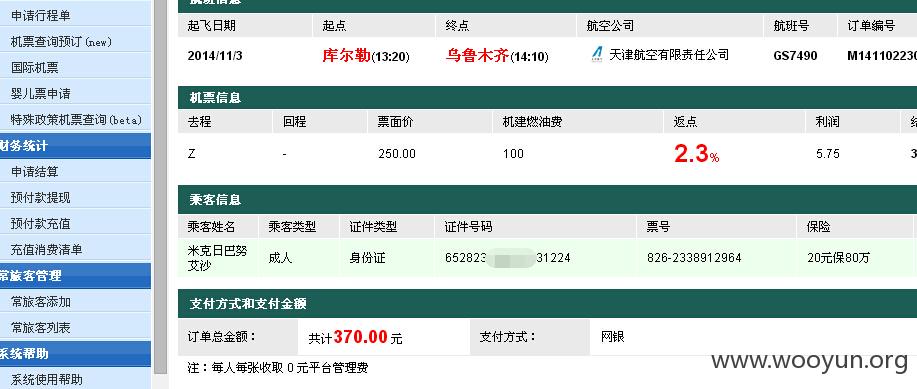 申请行程单
机票查询预订(new)
国际机票
婴儿票申请
特殊政策机票查询(beta)
财务统计
申请结算
预付款提现
预付款充值
充值消费清单
常旅客管理
常旅客添加
常旅客列表
系统帮助
系统使用帮助
航班信息
起飞日期 起点 终点 航空公司 航班号 订单编号
2014/11/3 库尔勒(13:20) 乌鲁木齐(14:10) 天津航空有限责任公司 GS7490 M141102230
机票信息
去程 回程 票面价 机建燃油费 返点 利润
Z - 250.00 100 2.3% 5.75 3
乘客信息
乘客姓名 乘客类型 证件类型 证件号码 票号 保险
米克日巴努
艾沙 成人 身份证 652823 31224 826-2338912964 20元保80万
支付方式和支付金额
订单总金额： 共计370.00 元 支付方式： 网银
注：每人每张收取 0 元平台管理费
www.wooyun.org